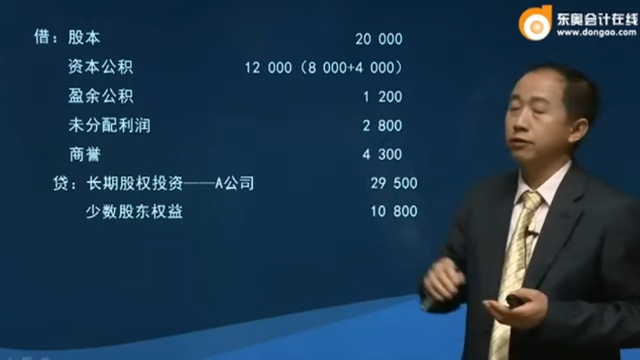 东奥会计在线
www.dongao.com
借：股本 20 000
资本公积 12 000（8 000+4 000）
盈余公积 1 200
未分配利润 2 800
商誉 4 300
贷：长期股权投资——A公司 29 500
少数股东权益 10 800